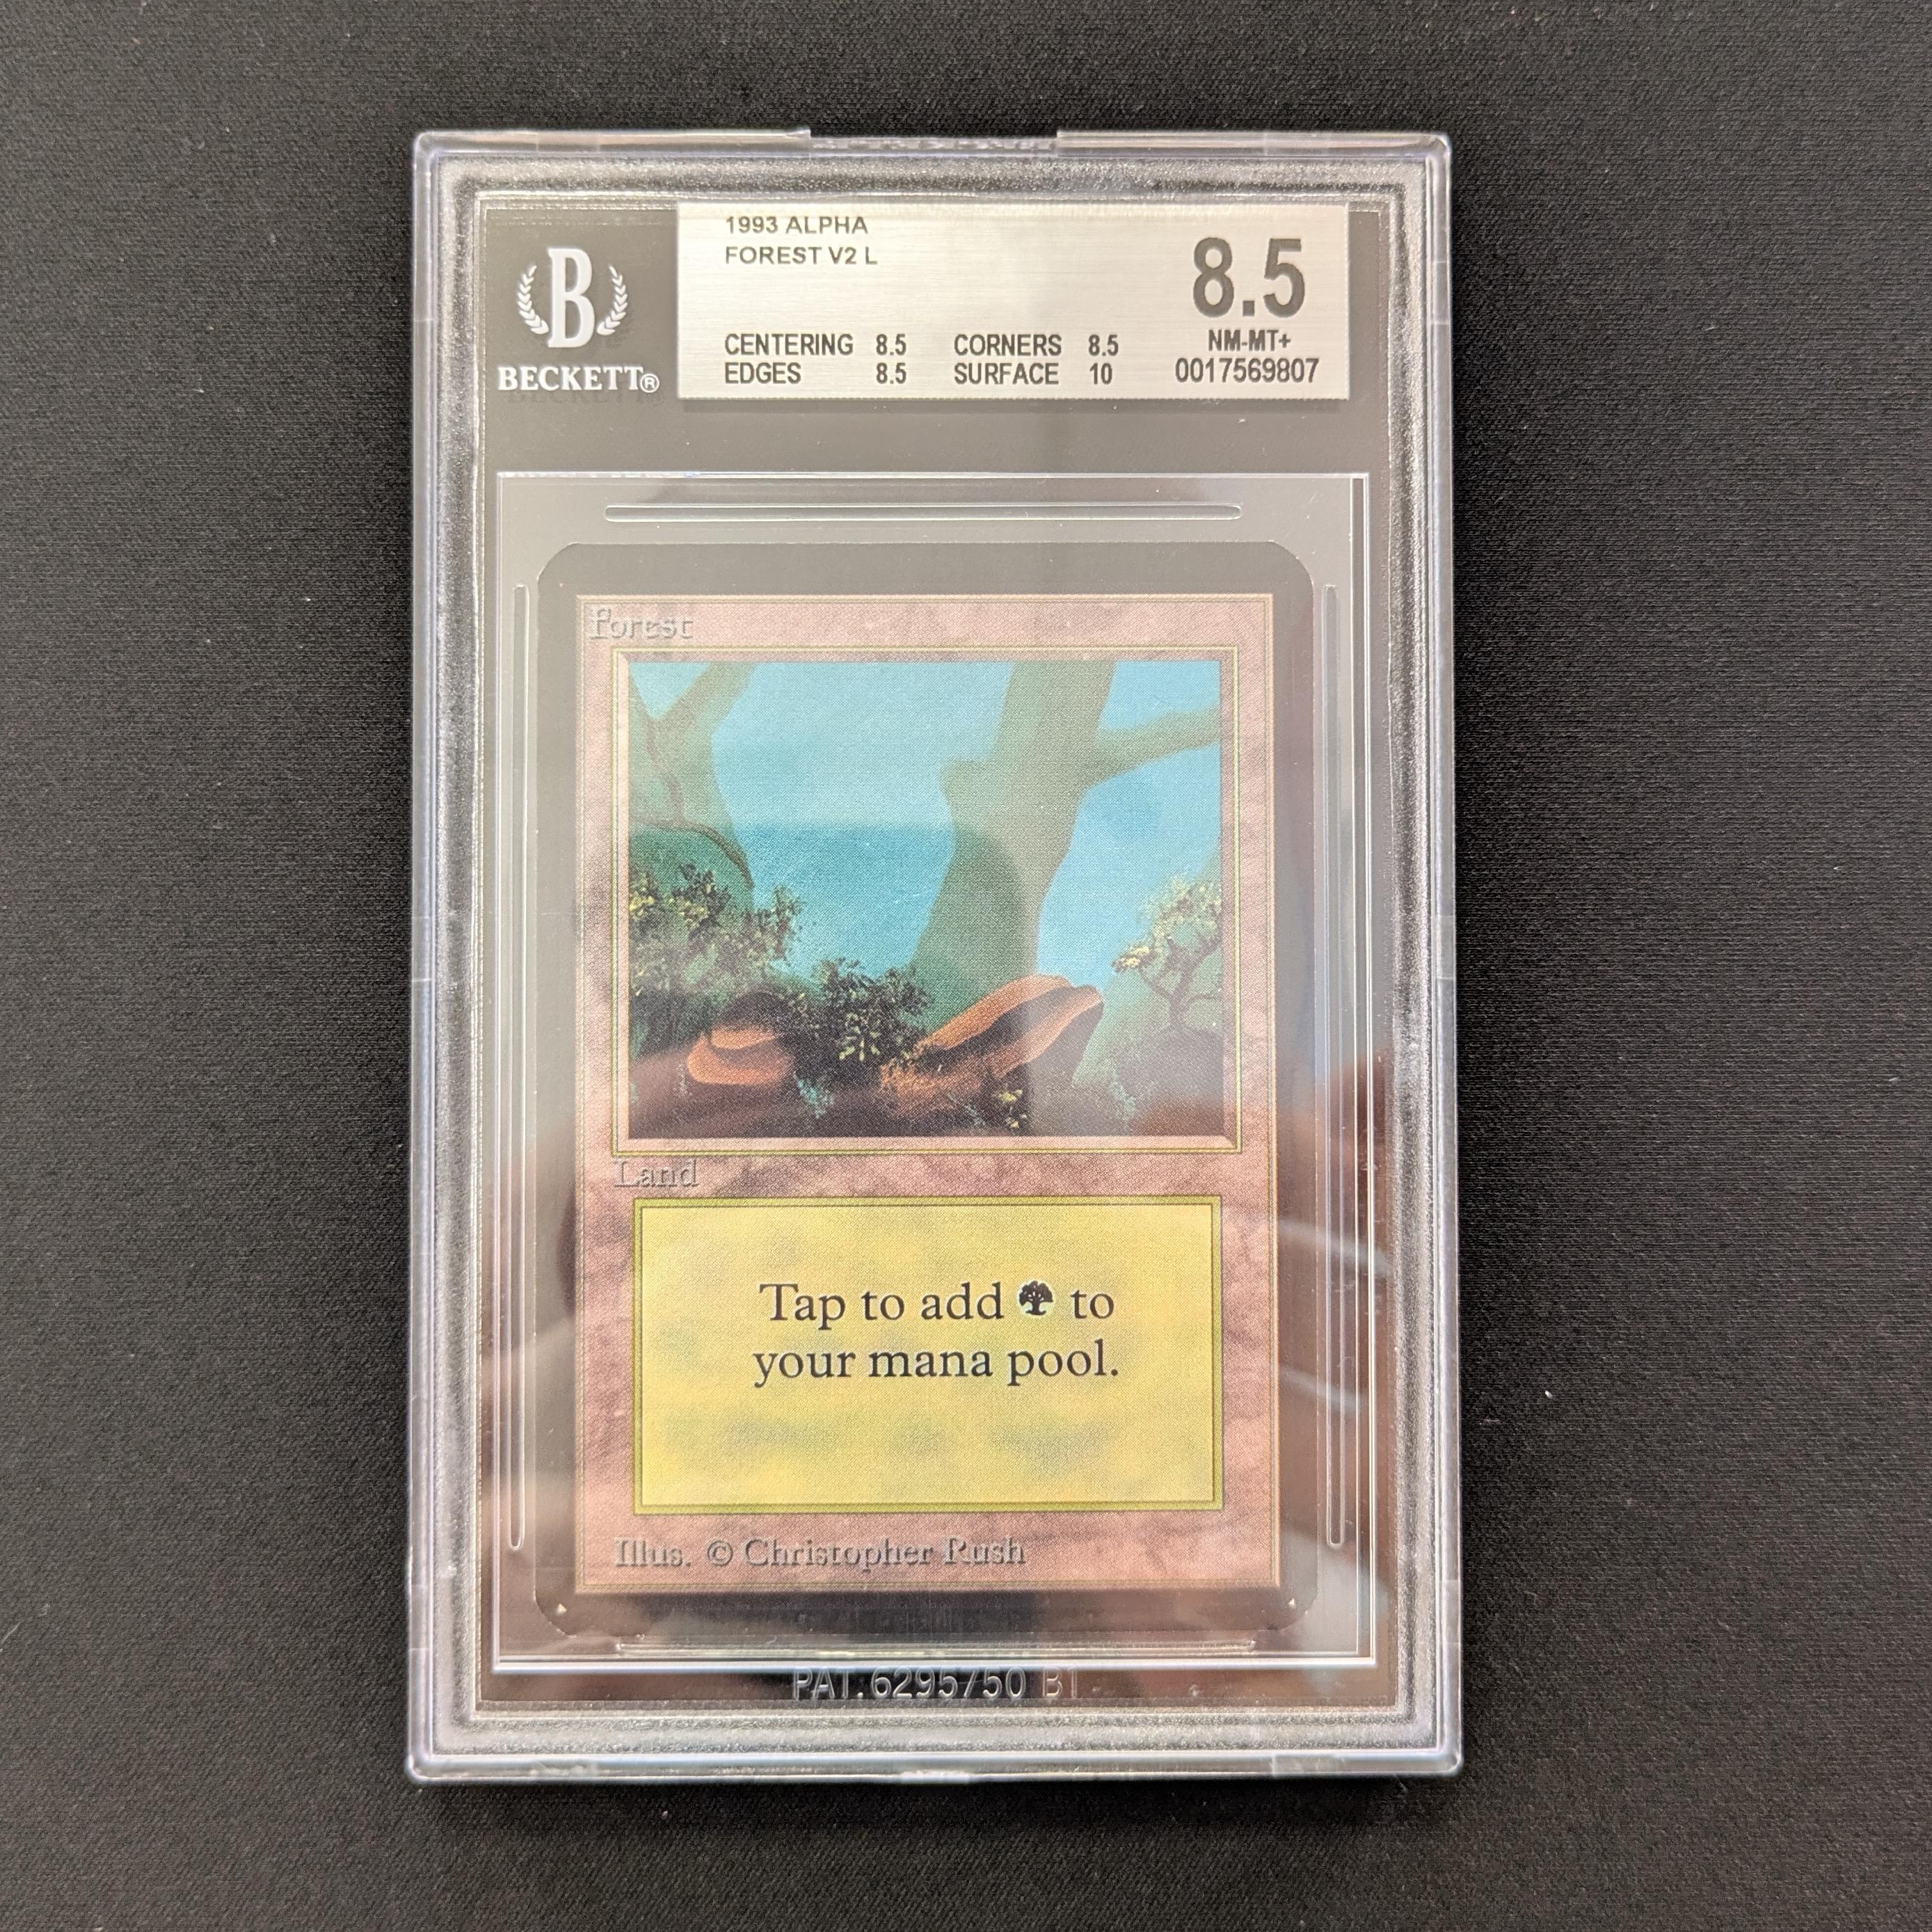 1993 ALPHA
FOREST V2 L
8.5
CENTERING 8.5 CORNERS 8.5
NM-MT+
EDGES 8.5 SURFACE 10
0017569807
B
BECKETT®
Forest
Land
Tap to add to
your mana pool.
Illus. © Christopher Rush
PAT.6295750 B1